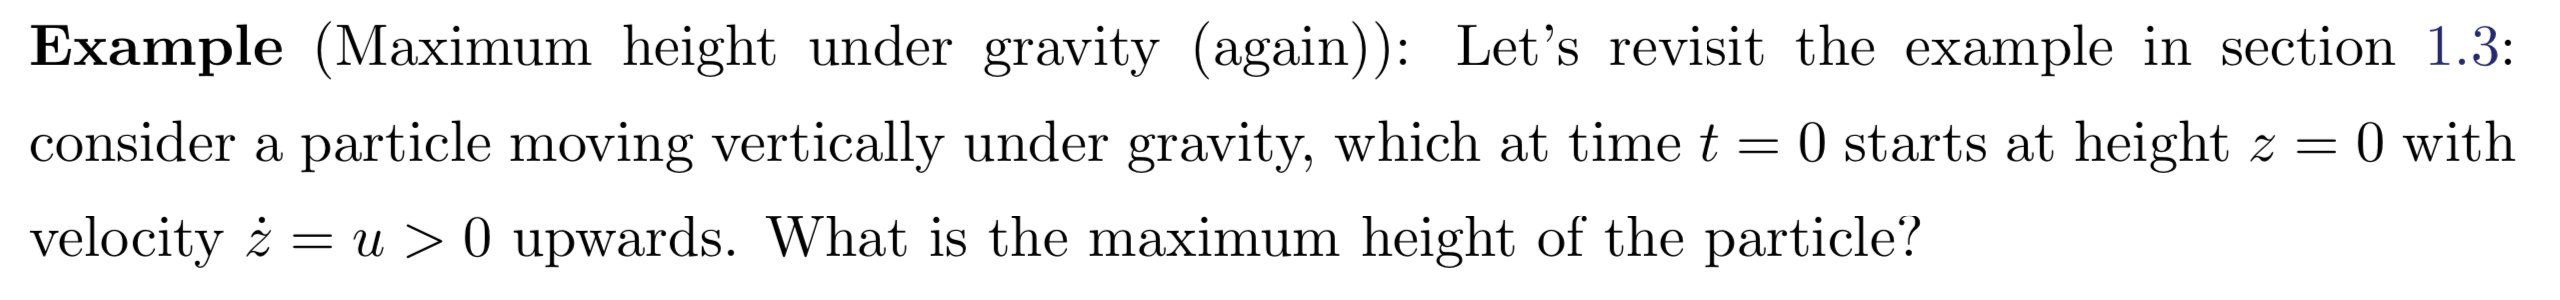 Example (Maximum height under gravity (again)): Let's revisit the example in section 1.3:
consider a particle moving vertically under gravity, which at time t = 0 starts at height z = 0 with
velocity ż = u > 0 upwards. What is the maximum height of the particle?